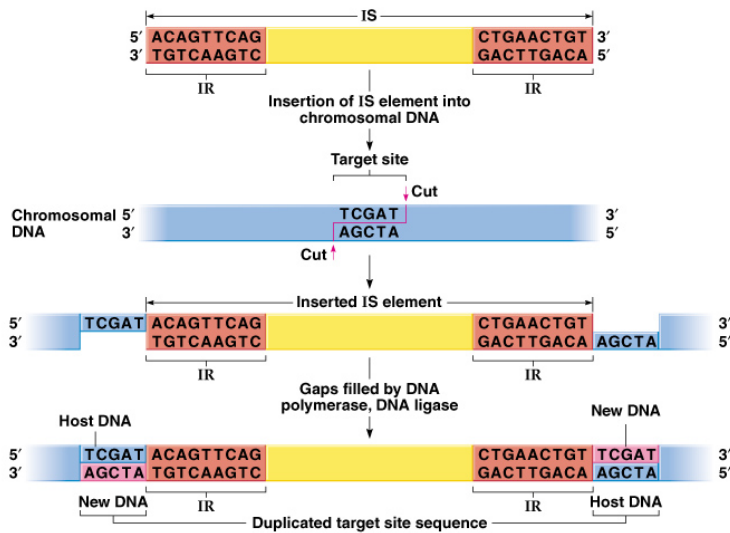 IS
5′ ACAGTTCAG CTGAACTGT 3′
3′ TGTCAAGTC GACTTGACA 5′
IR IR
Insertion of IS element into
chromosomal DNA
Target site
Cut
Chromosomal 5′ TCGAT 3′
DNA 3′ AGCTA 5′
Cut
Inserted IS element
5′ TCGAT ACAGTTCAG CTGAACTGT 3′
3′ TGTCAAGTC GACTTGACA AGCTA 5′
IR IR
Gaps filled by DNA
polymerase, DNA ligase
Host DNA New DNA
5′ TCGAT ACAGTTCAG CTGAACTGT TCGAT 3′
3′ AGCTA TGTCAAGTC GACTTGACA AGCTA 5′
New DNA IR IR Host DNA
Duplicated target site sequence